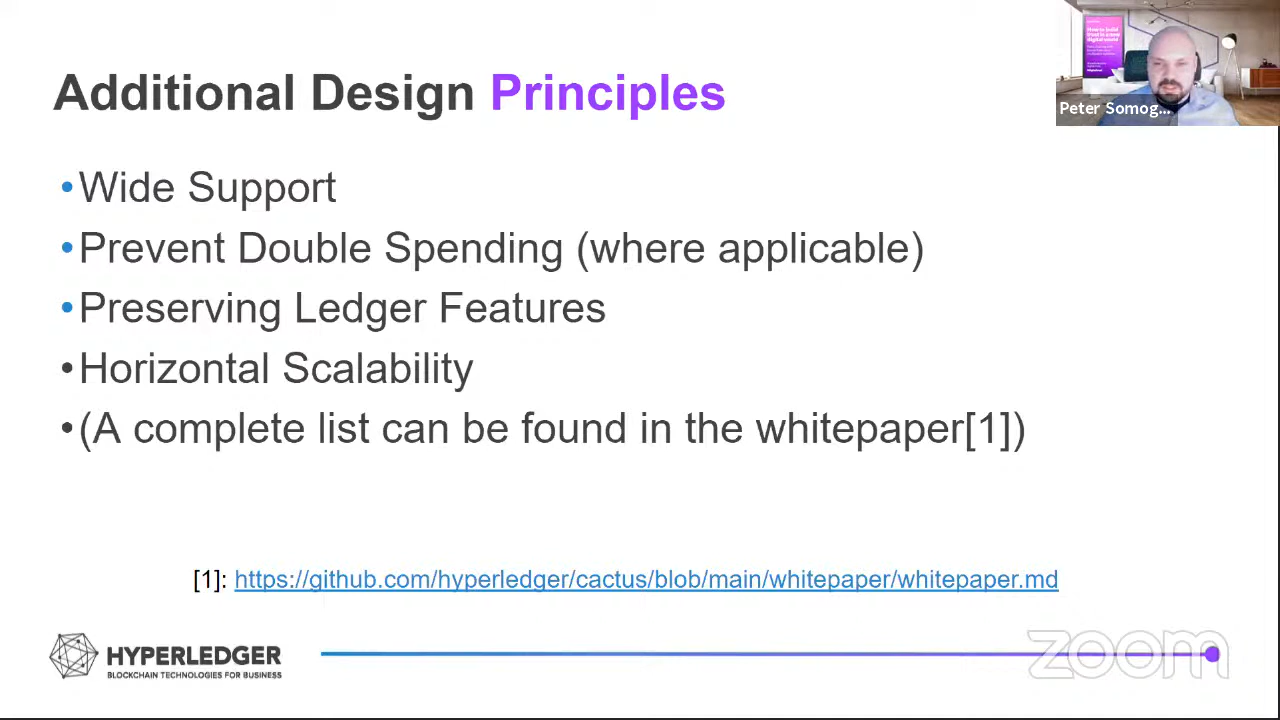 Additional Design Principles
Peter Somog...
•Wide Support
•Prevent Double Spending (where applicable)
•Preserving Ledger Features
•Horizontal Scalability
•(A complete list can be found in the whitepaper[1])
[1]: https://github.com/hyperledger/cactus/blob/main/whitepaper/whitepaper.md
HYPERLEDGER
BLOCKCHAIN TECHNOLOGIES FOR BUSINESS
zoom